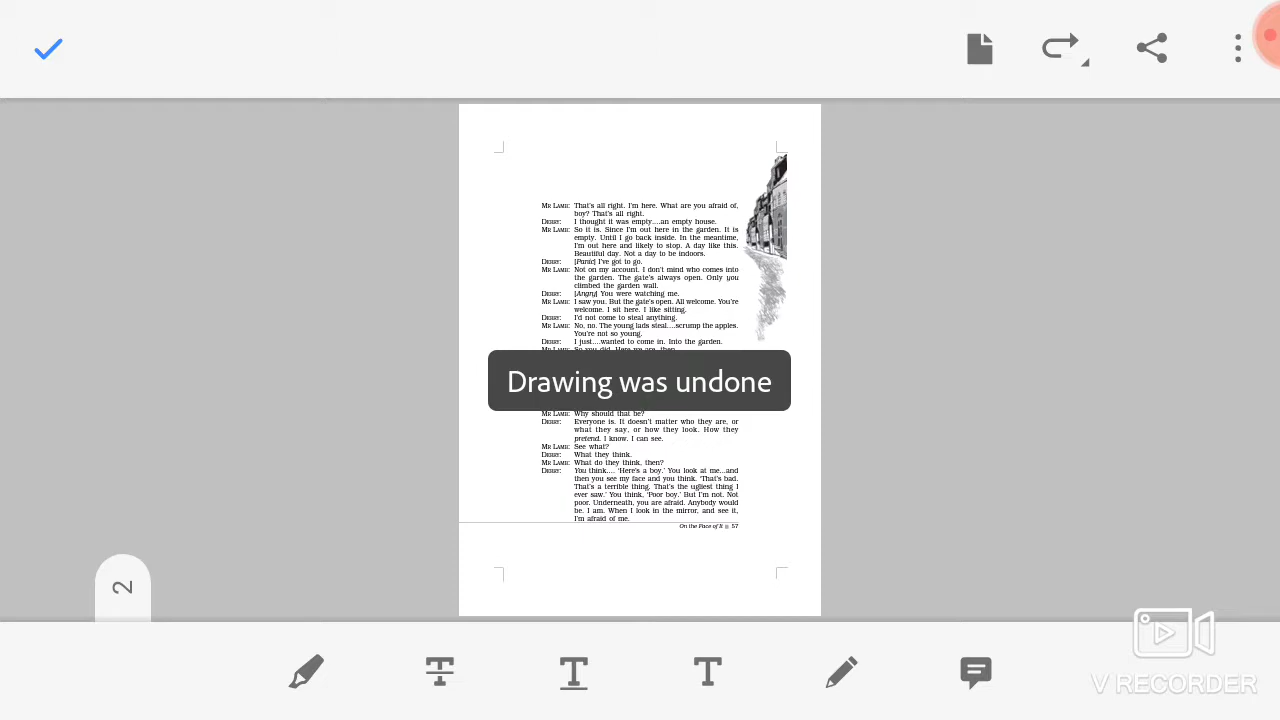 MR LAMB: That's all right. I'm here. What are you afraid of,
boy? That's all right.
DERRY: I thought it was empty....an empty house.
MR LAMB: So it is. Since I'm out here in the garden. It is
empty. Until I go back inside. In the meantime,
I'm out here and likely to stop. A day like this.
Beautiful day. Not a day to be indoors.
DERRY: [Panic] I've got to go.
MR LAMB: Not on my account. I don't mind who comes into
the garden. The gate's always open. Only you
climbed the garden wall.
DERRY: [Angry] You were watching me.
MR LAMB: I saw you. But the gate's open. All welcome. You're
welcome. I sit here. I like sitting.
DERRY: I'd not come to steal anything.
MR LAMB: No, no. The young lads steal....scrump the apples.
You're not so young.
DERRY: I just....wanted to come in. Into the garden.
MR LAMB: So you did. Here we are, then.
Drawing was undone
MR LAMB: Why should that be?
DERRY: Everyone is. It doesn't matter who they are, or
what they say, or how they look. How they
pretend. I know. I can see.
MR LAMB: See what?
DERRY: What they think.
MR LAMB: What do they think, then?
DERRY: You think.... 'Here's a boy.' You look at me...and
then you see my face and you think. 'That's bad.
That's a terrible thing. That's the ugliest thing I
ever saw.' You think, 'Poor boy.' But I'm not. Not
poor. Underneath, you are afraid. Anybody would
be. I am. When I look in the mirror, and see it,
I'm afraid of me.
On the Face of It 57
2
V RECORDER